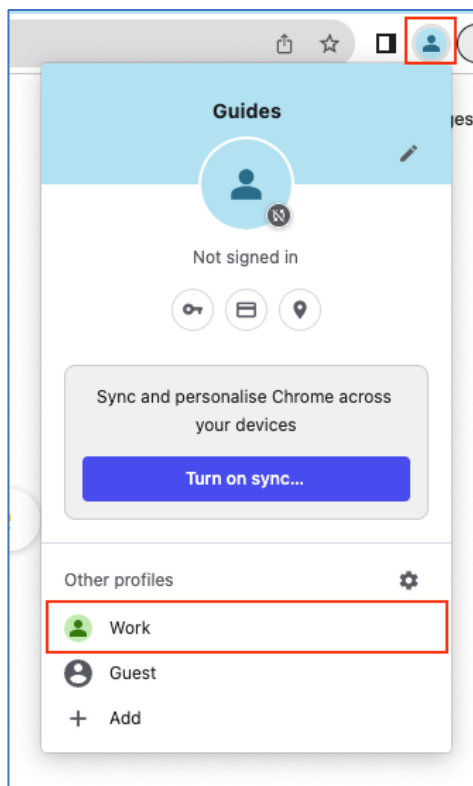 Guides
Not signed in
Sync and personalise Chrome across
your devices
Turn on sync...
Other profiles
Work
Guest
Add